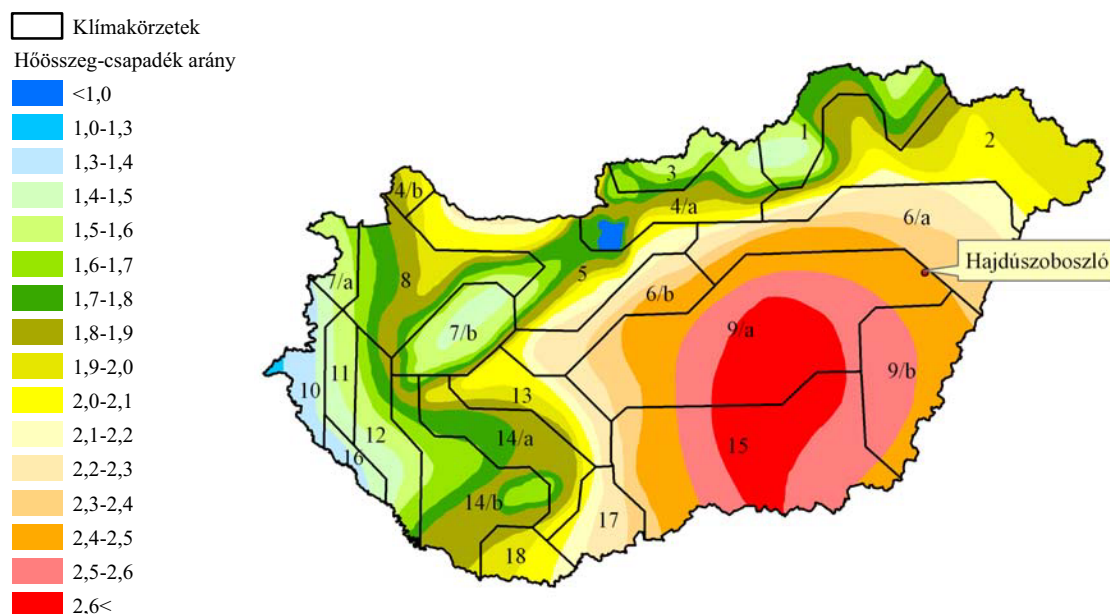 Klímakörzetek
Hőösszeg-csapadék arány
<1,0
1,0-1,3
1,3-1,4
1,4-1,5
1,5-1,6
1,6-1,7
1,7-1,8
1,8-1,9
1,9-2,0
2,0-2,1
2,1-2,2
2,2-2,3
2,3-2,4
2,4-2,5
2,5-2,6
2,6<
1
2
3
4/b
4/a
6/a
Hajdúszoboszló
5
8
7/a
6/b
7/b
9/a
9/b
10
11
13
12
14/a
15
16
14/b
17
18